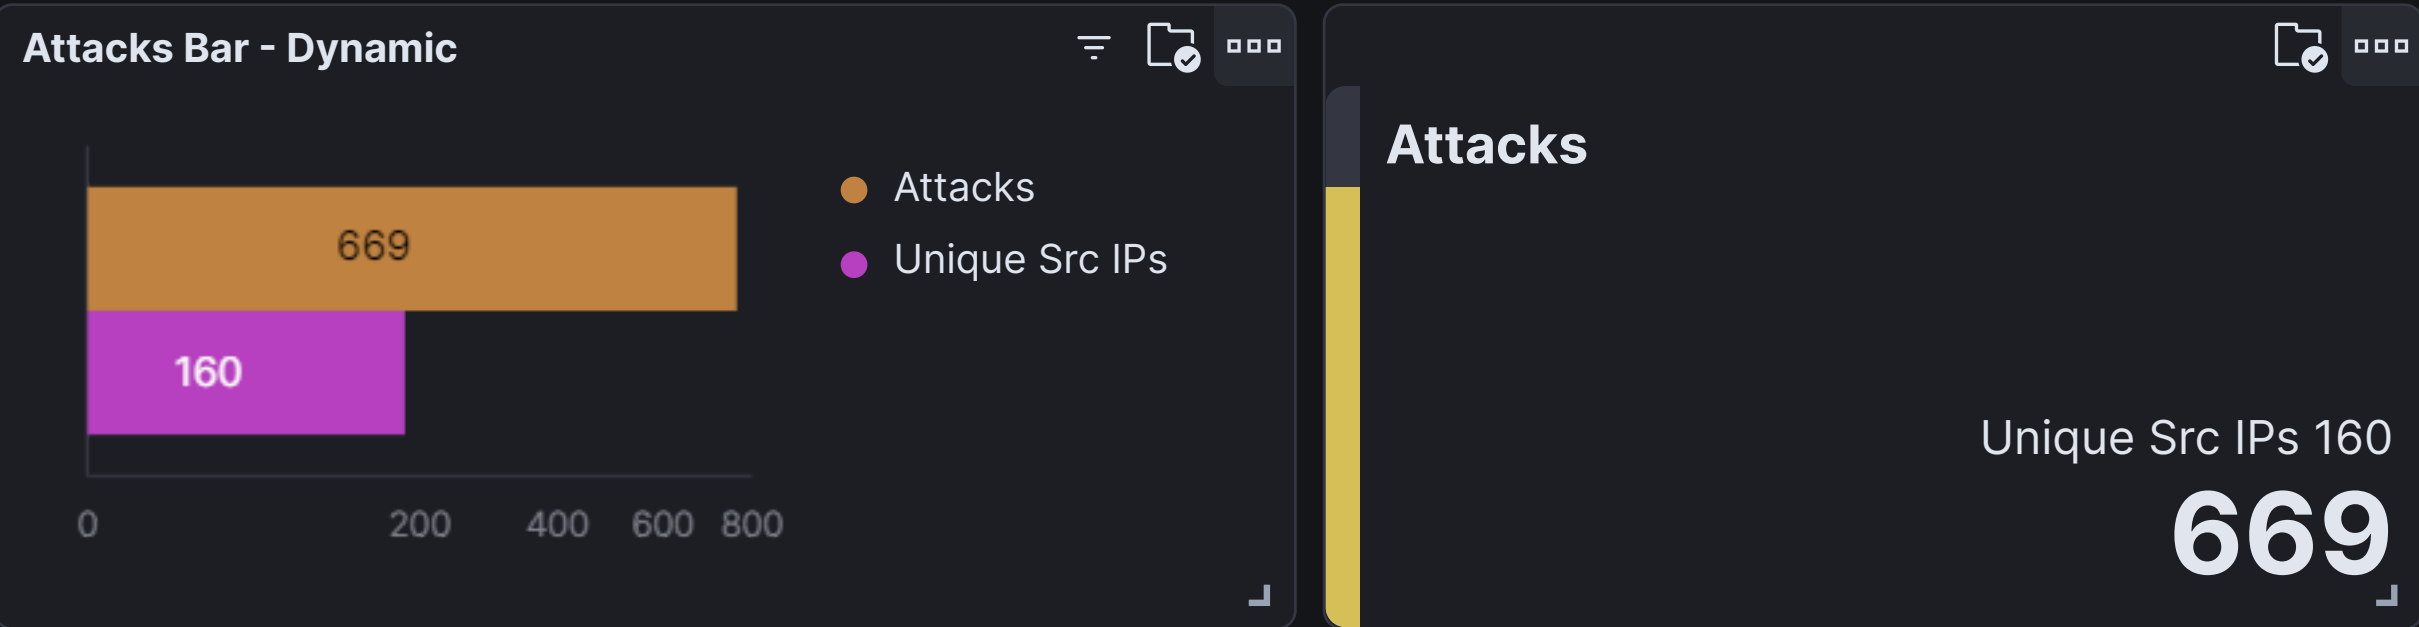 Attacks Bar - Dynamic
669
160
0 200 400 600 800
Attacks
Unique Src IPs
Attacks
Unique Src IPs 160
669